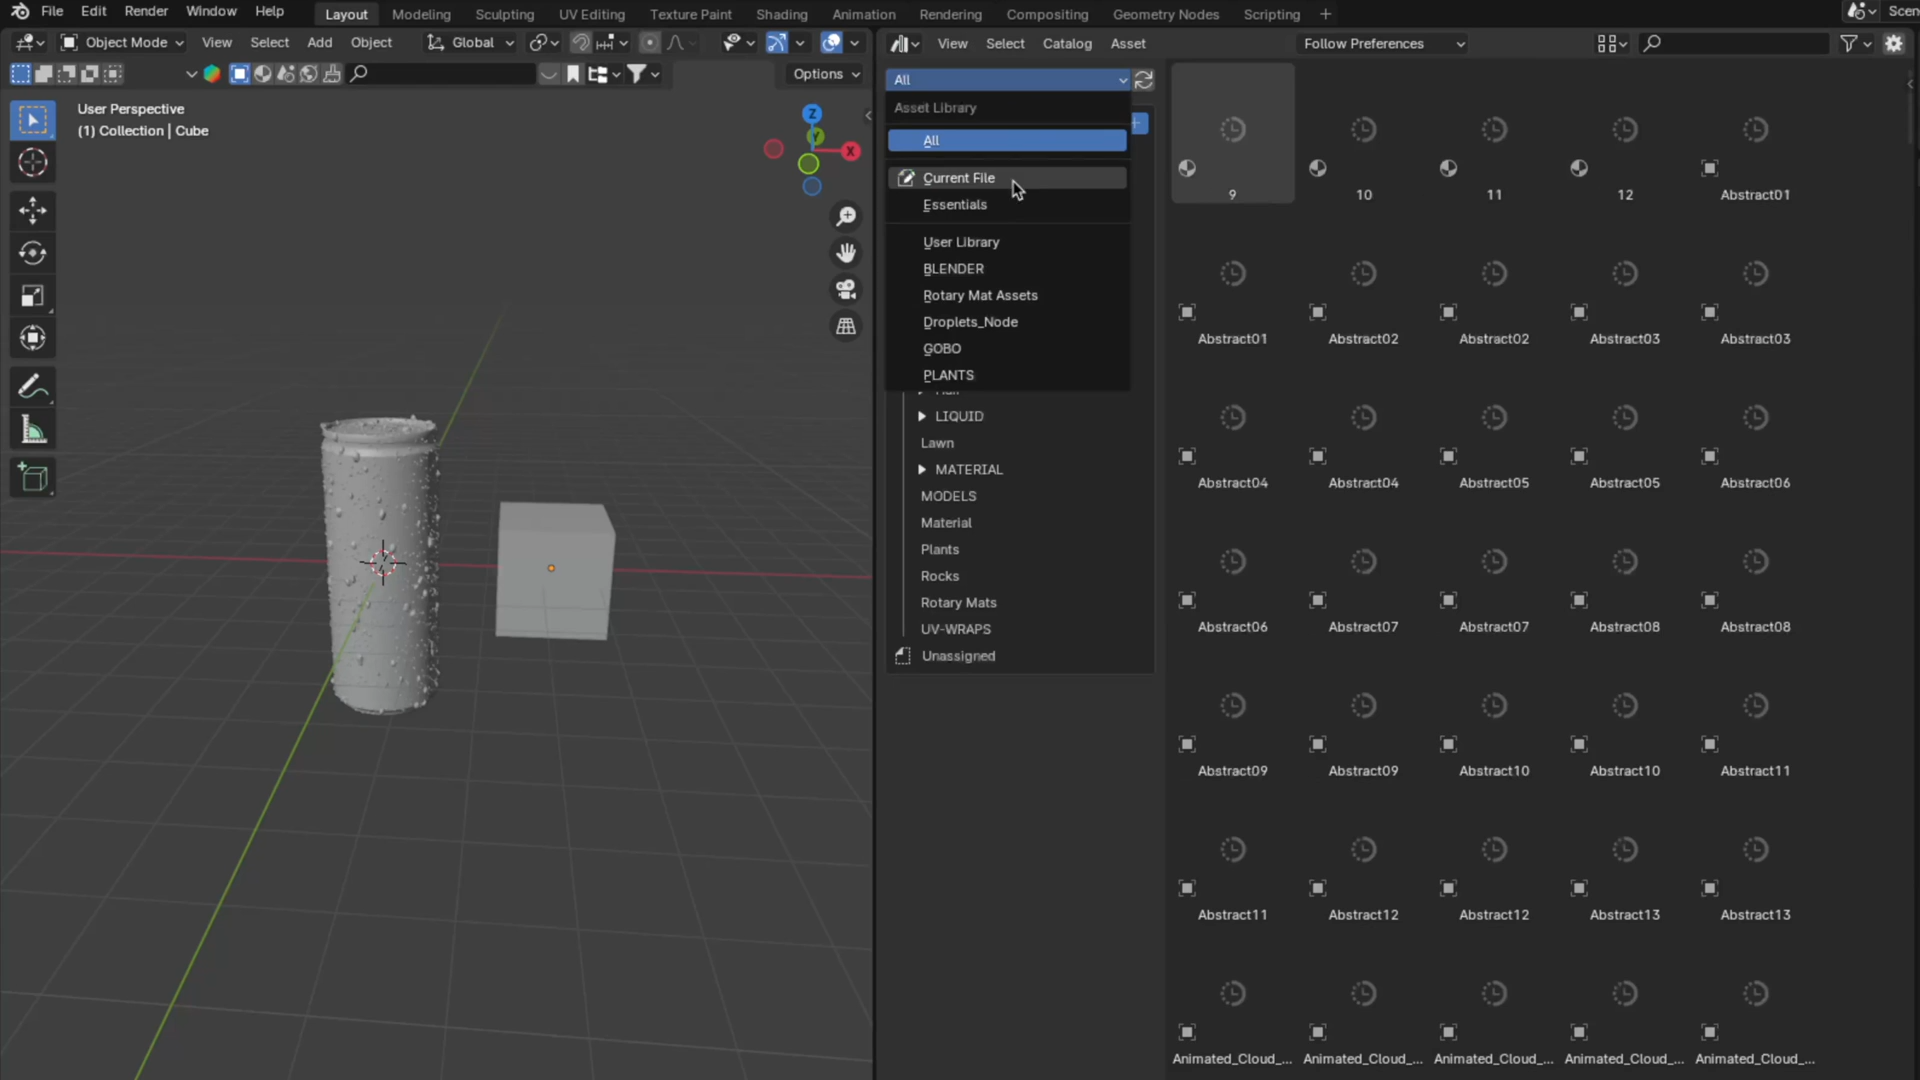 File Edit Render Window Help Layout Modeling Sculpting UV Editing Texture Paint Shading Animation Rendering Compositing Geometry Nodes Scripting + Scen
Object Mode View Select Add Object Global
View Select Catalog Asset Follow Preferences
Options
User Perspective
(1) Collection | Cube
Z
Y
X
All
Asset Library
All
Current File
Essentials
User Library
BLENDER
Rotary Mat Assets
Droplets_Node
GOBO
PLANTS
LIQUID
Lawn
MATERIAL
MODELS
Material
Plants
Rocks
Rotary Mats
UV-WRAPS
Unassigned
9 10 11 12 Abstract01
Abstract01 Abstract02 Abstract02 Abstract03 Abstract03
Abstract04 Abstract04 Abstract05 Abstract05 Abstract06
Abstract06 Abstract07 Abstract07 Abstract08 Abstract08
Abstract09 Abstract09 Abstract10 Abstract10 Abstract11
Abstract11 Abstract12 Abstract12 Abstract13 Abstract13
Animated_Cloud_... Animated_Cloud_... Animated_Cloud_... Animated_Cloud_... Animated_Cloud_...